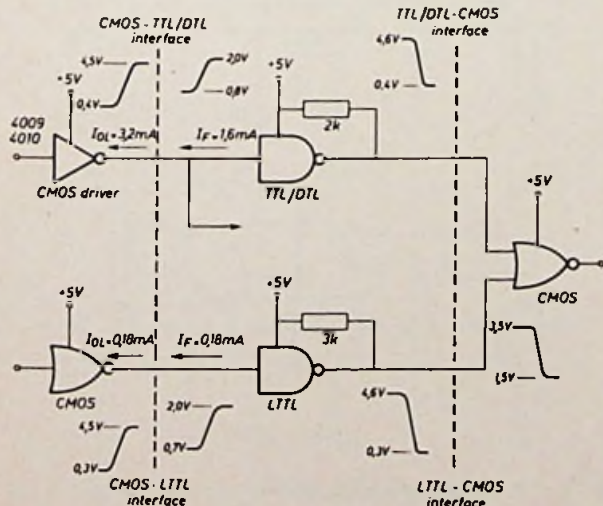 CMOS - TTL/DTL
interface
TTL/DTL - CMOS
interface
4,5V
0,4V
2,0V
0,8V
4,6V
0,4V
+5V
+5V
4009
4010
I_OL=3,2mA
I_F=1,6mA
2k
CMOS driver
TTL/DTL
+5V
CMOS
+5V
+5V
I_OL=0,18mA
I_F=0,18mA
3k
CMOS
LTTL
3,5V
1,5V
4,5V
0,3V
2,0V
0,7V
4,6V
0,3V
CMOS - LTTL
interface
LTTL - CMOS
interface